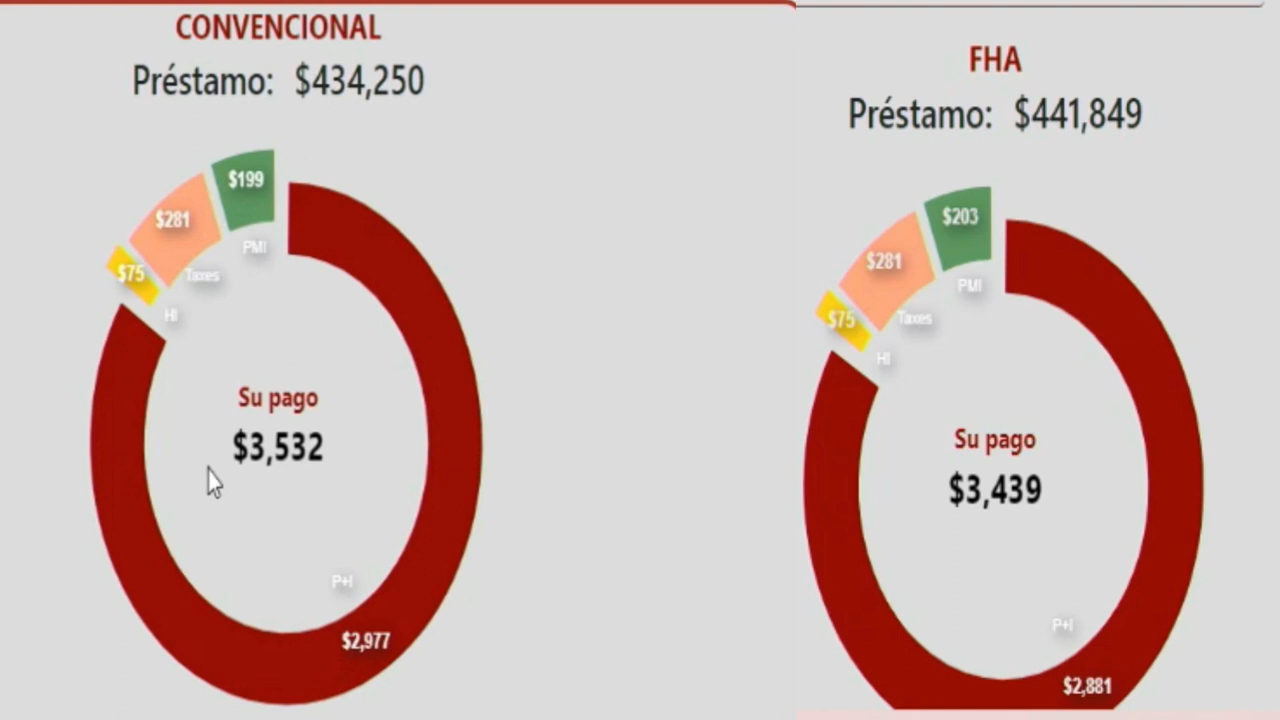 CONVENCIONAL
Préstamo: $434,250
$199
$281
PMI
$75
Taxes
HI
Su pago
$3,532
P+I
$2,977
FHA
Préstamo: $441,849
$203
$281
PMI
$75
Taxes
HI
Su pago
$3,439
P+I
$2,881